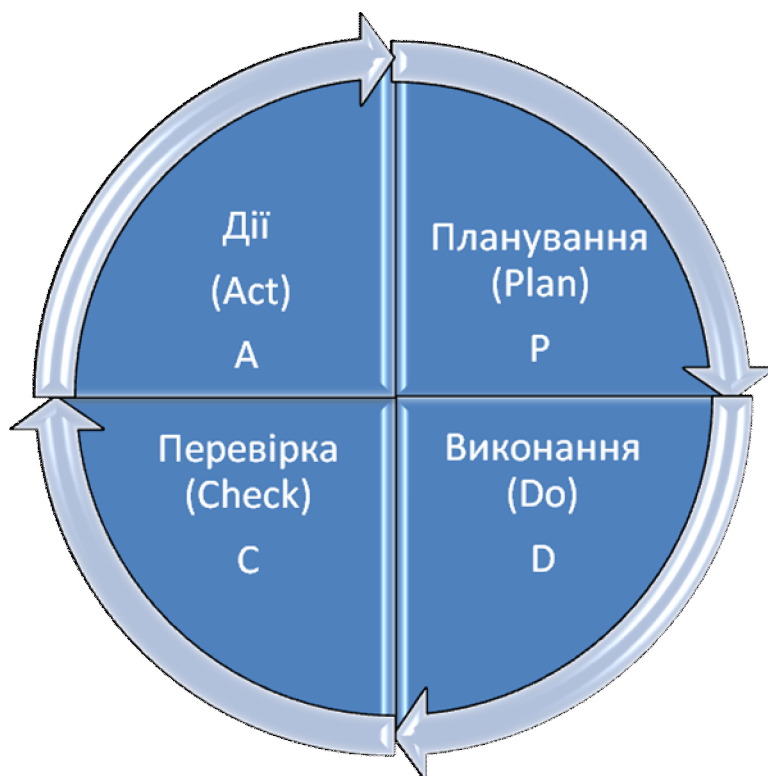 Дії
(Act)
A
Планування
(Plan)
P
Перевірка
(Check)
C
Виконання
(Do)
D